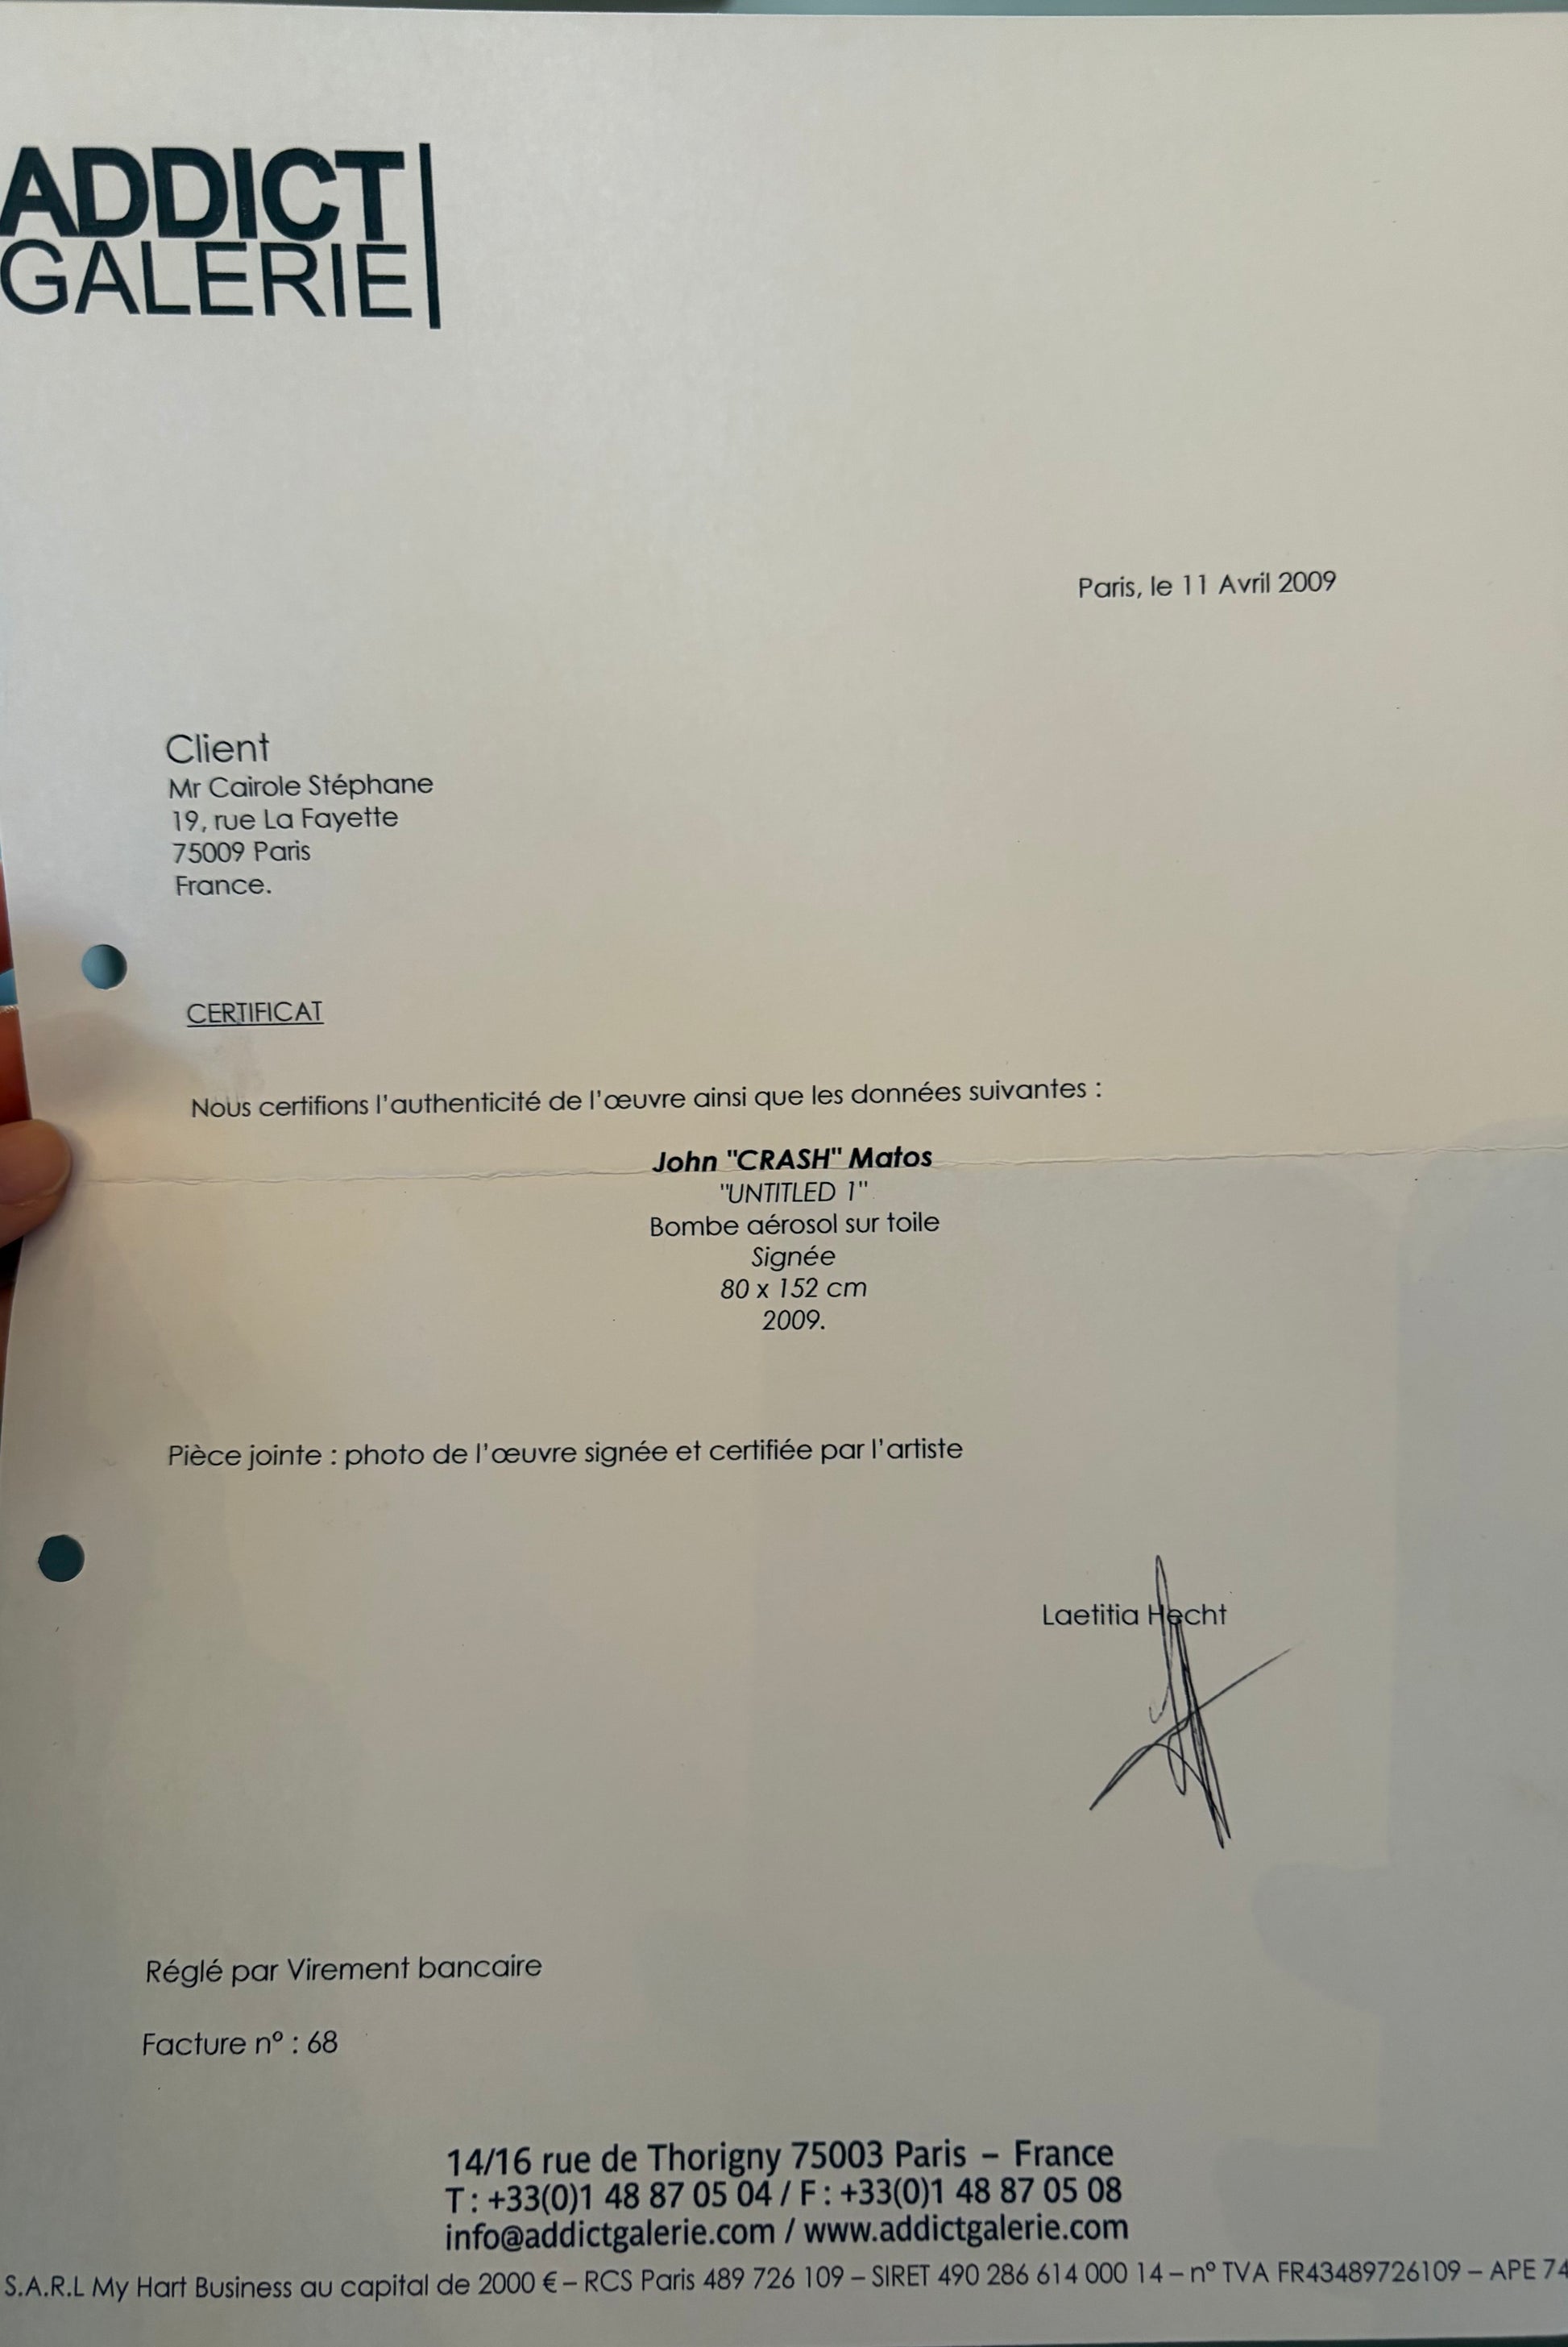 ADDICT
GALERIE
Paris, le 11 Avril 2009
Client
Mr Cairole Stéphane
19, rue La Fayette
75009 Paris
France.
CERTIFICAT
Nous certifions l'authenticité de l'œuvre ainsi que les données suivantes :
John "CRASH" Matos
"UNTITLED 1"
Bombe aérosol sur toile
Signée
80 x 152 cm
2009.
Pièce jointe : photo de l'œuvre signée et certifiée par l'artiste
Laetitia Hecht
Réglé par Virement bancaire
Facture n° : 68
14/16 rue de Thorigny 75003 Paris – France
T : +33(0)1 48 87 05 04 / F : +33(0)1 48 87 05 08
info@addictgalerie.com / www.addictgalerie.com
S.A.R.L My Hart Business au capital de 2000 € – RCS Paris 489 726 109 – SIRET 490 286 614 000 14 – n° TVA FR43489726109 – APE 74